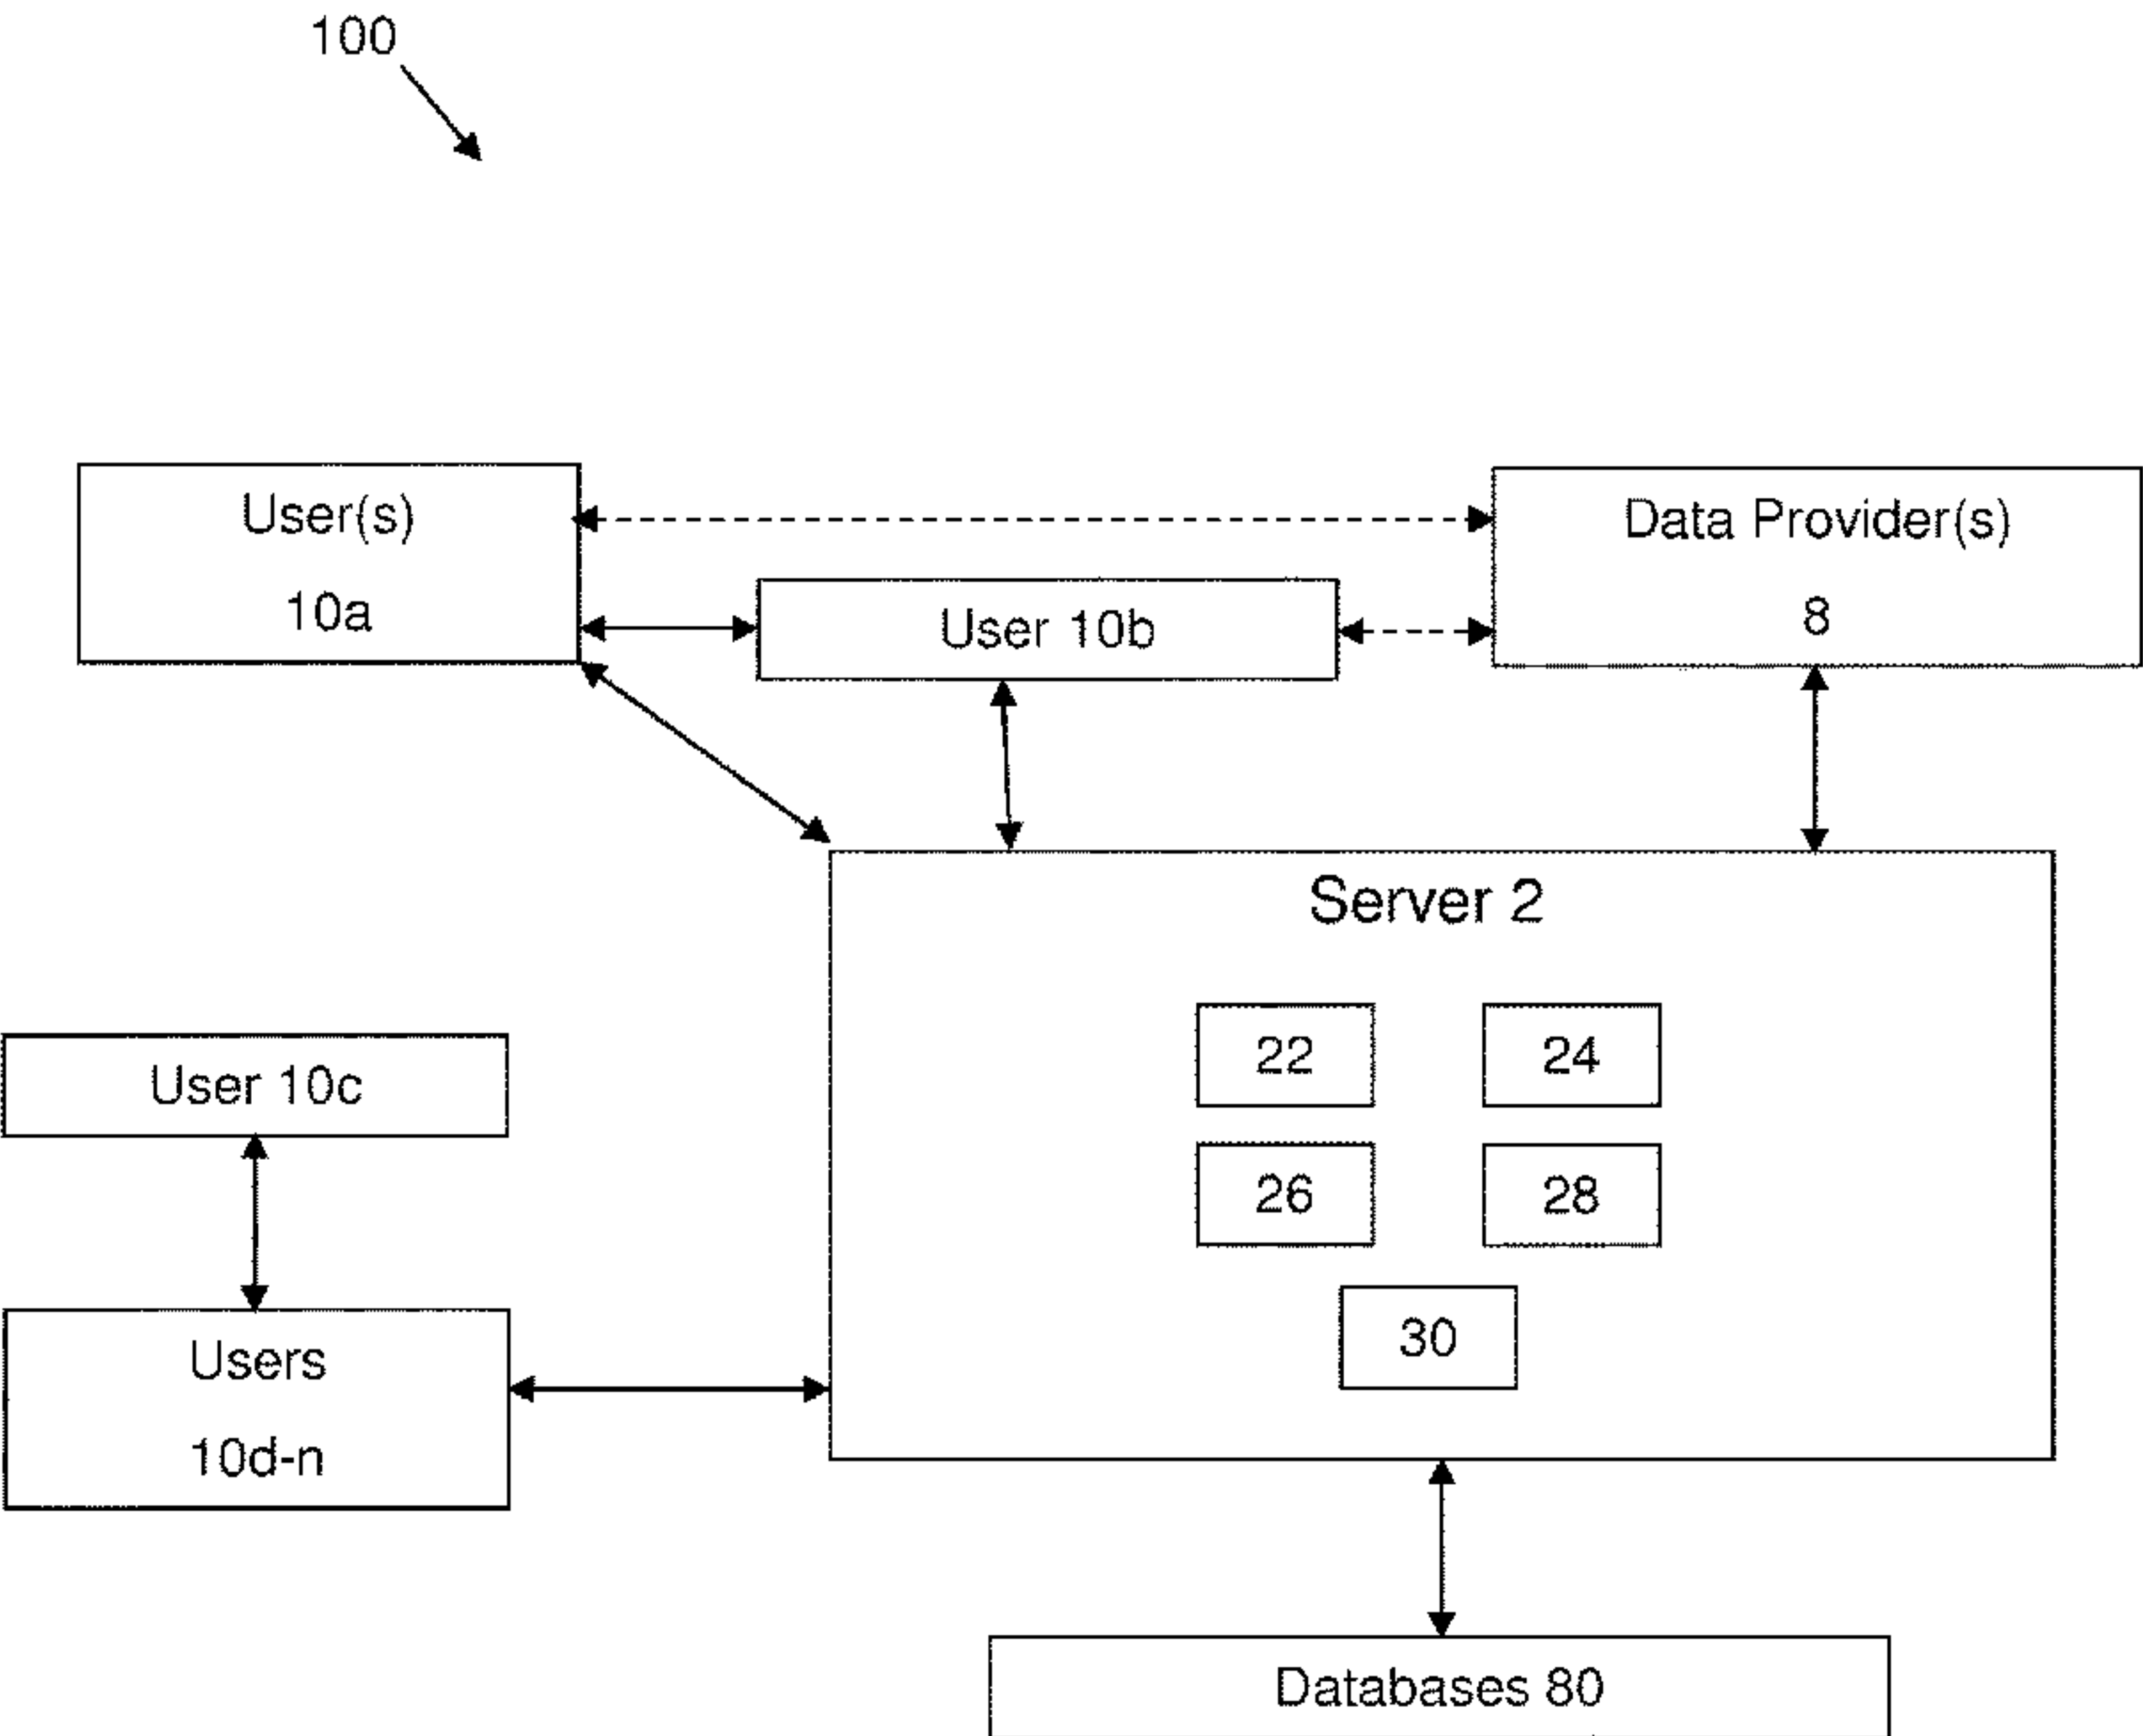 100
User(s)
10a
Data Provider(s)
8
User 10b
Server 2
22
24
26
28
30
User 10c
Users
10d-n
Databases 80